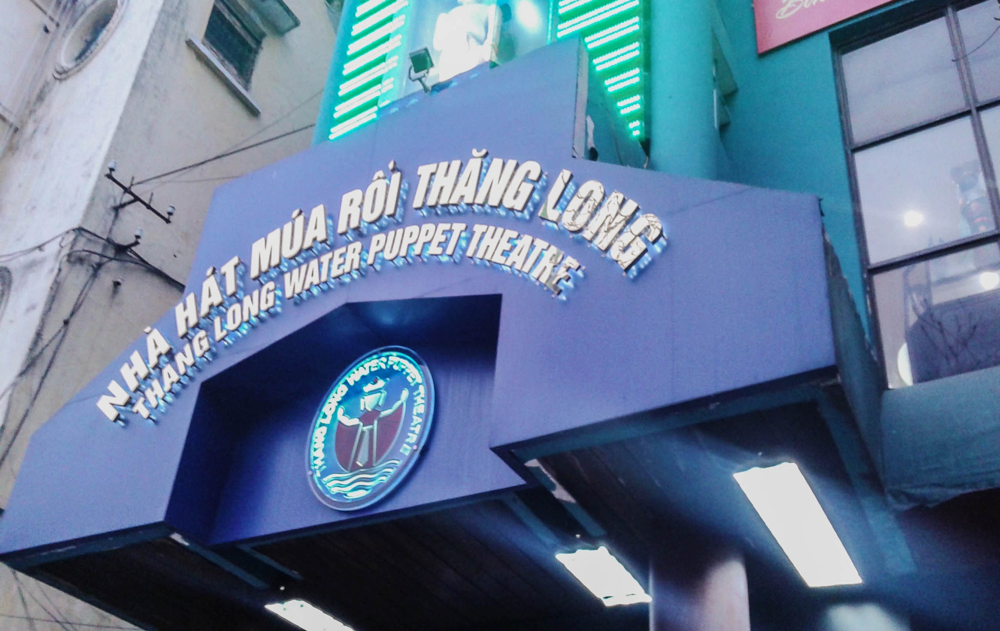 NHÀ HÁT MÚA RỐI THĂNG LONG
THANG LONG WATER PUPPET THEATRE
THANG LONG WATER PUPPET THEATRE